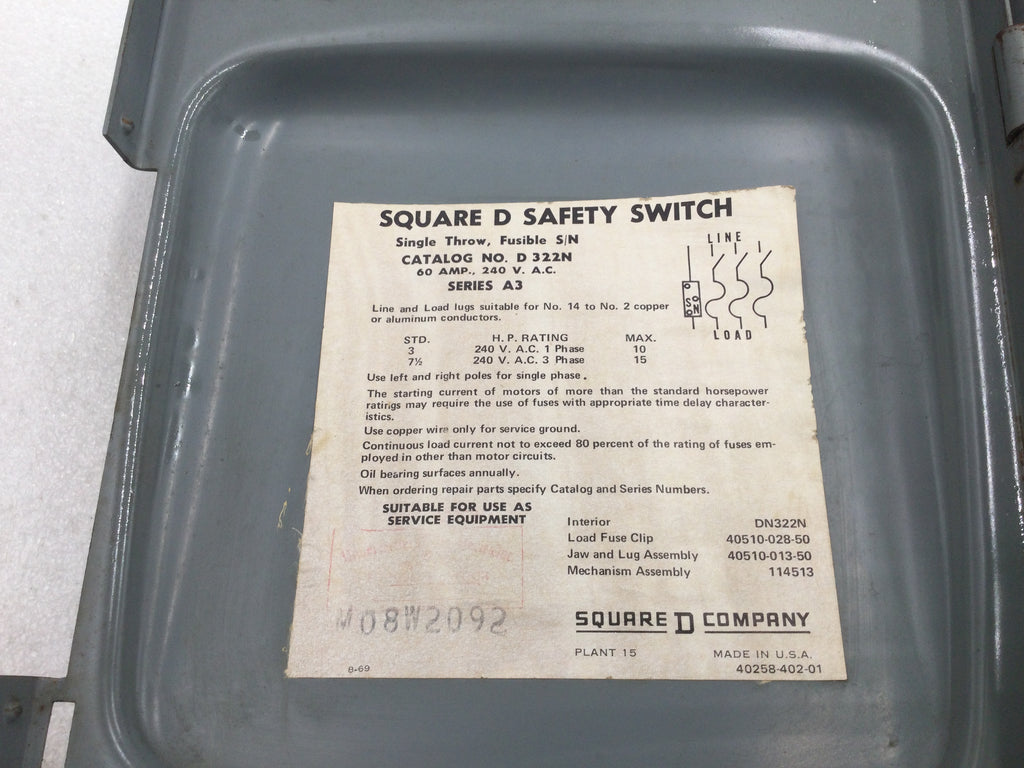 SQUARE D SAFETY SWITCH
Single Throw, Fusible S/N
CATALOG NO. D 322N
60 AMP., 240 V. A.C.
SERIES A3
LINE
S/N
LOAD
Line and Load lugs suitable for No. 14 to No. 2 copper
or aluminum conductors.
STD. H.P. RATING MAX.
3 240 V. A.C. 1 Phase 10
7½ 240 V. A.C. 3 Phase 15
Use left and right poles for single phase.
The starting current of motors of more than the standard horsepower
ratings may require the use of fuses with appropriate time delay character-
istics.
Use copper wire only for service ground.
Continuous load current not to exceed 80 percent of the rating of fuses em-
ployed in other than motor circuits.
Oil bearing surfaces annually.
When ordering repair parts specify Catalog and Series Numbers.
SUITABLE FOR USE AS
SERVICE EQUIPMENT
Interior DN322N
Load Fuse Clip 40510-028-50
Jaw and Lug Assembly 40510-013-50
Mechanism Assembly 114513
M08W2092
SQUARE D COMPANY
PLANT 15 MADE IN U.S.A.
8-69 40258-402-01